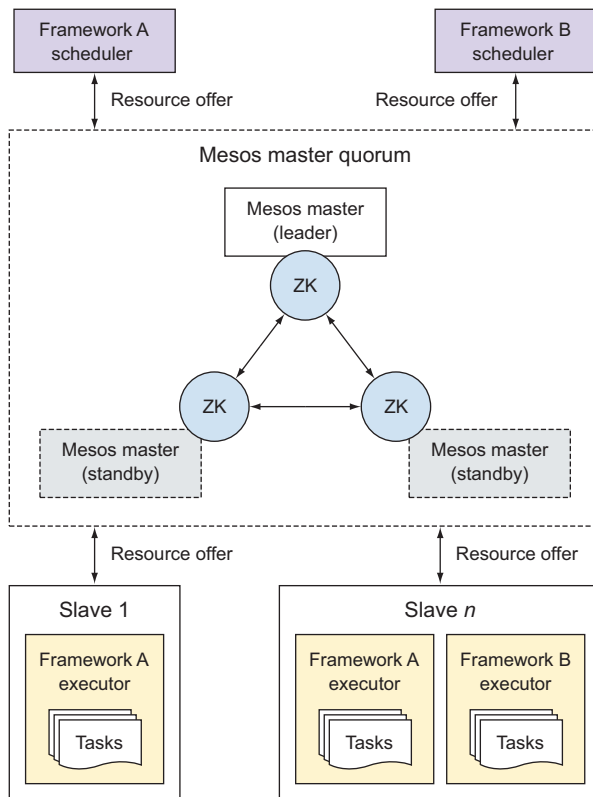 Framework A
scheduler
Framework B
scheduler
Resource offer
Resource offer
Mesos master quorum
Mesos master
(leader)
ZK
ZK
ZK
Mesos master
(standby)
Mesos master
(standby)
Resource offer
Resource offer
Slave 1
Framework A
executor
Tasks
Slave n
Framework A
executor
Tasks
Framework B
executor
Tasks